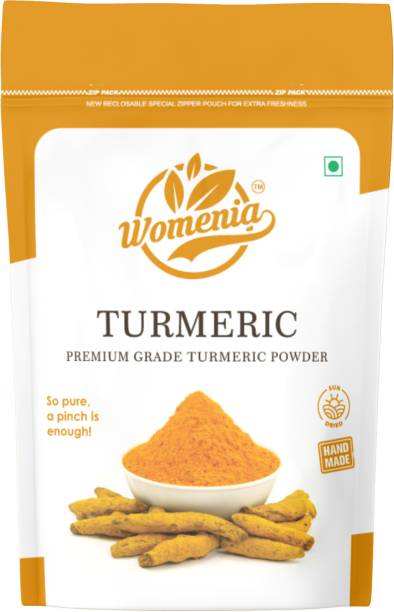 ZIP PACK ZIP PACK
NEW RECLOSABLE SPECIAL ZIPPER POUCH FOR EXTRA FRESHNESS
Womenia TM
TURMERIC
PREMIUM GRADE TURMERIC POWDER
So pure,
a pinch is
enough!
SUN
DRIED
HAND
MADE